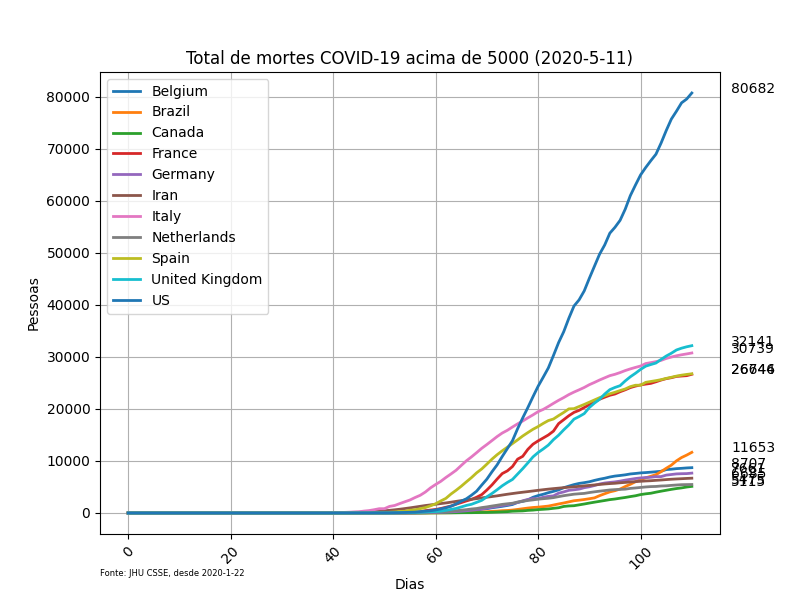 Total de mortes COVID-19 acima de 5000 (2020-5-11)
Pessoas
80000
70000
60000
50000
40000
30000
20000
10000
0
Belgium
Brazil
Canada
France
Germany
Iran
Italy
Netherlands
Spain
United Kingdom
US
80682
32141
30739
11653
8707
0
20
40
60
80
100
Dias
Fonte: JHU CSSE, desde 2020-1-22